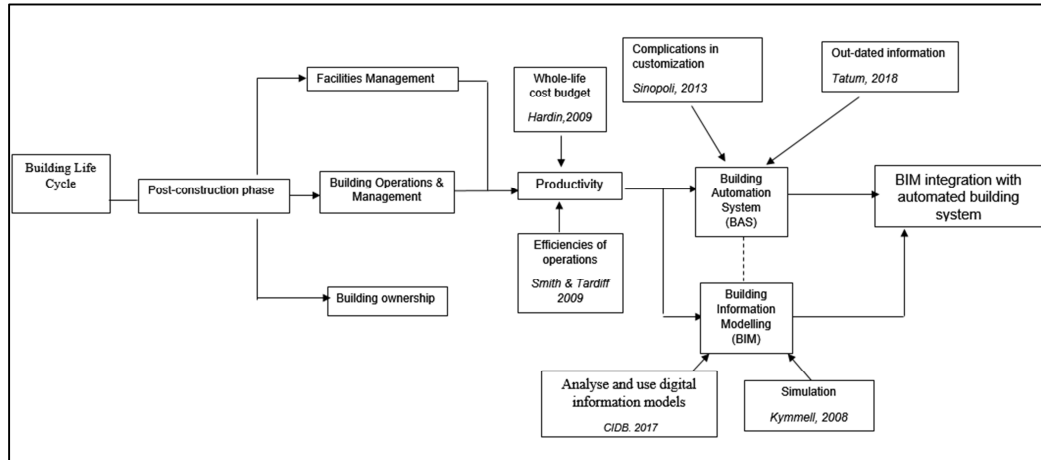 Building Life
Cycle
Post-construction phase
Facilities Management
Building Operations &
Management
Building ownership
Whole-life
cost budget
Hardin,2009
Productivity
Efficiencies of
operations
Smith & Tardiff
2009
Complications in
customization
Sinopoli, 2013
Out-dated information
Tatum, 2018
Building
Automation
System
(BAS)
Building
Information
Modelling
(BIM)
Analyse and use digital
information models
CIDB. 2017
Simulation
Kymmell, 2008
BIM integration with
automated building
system